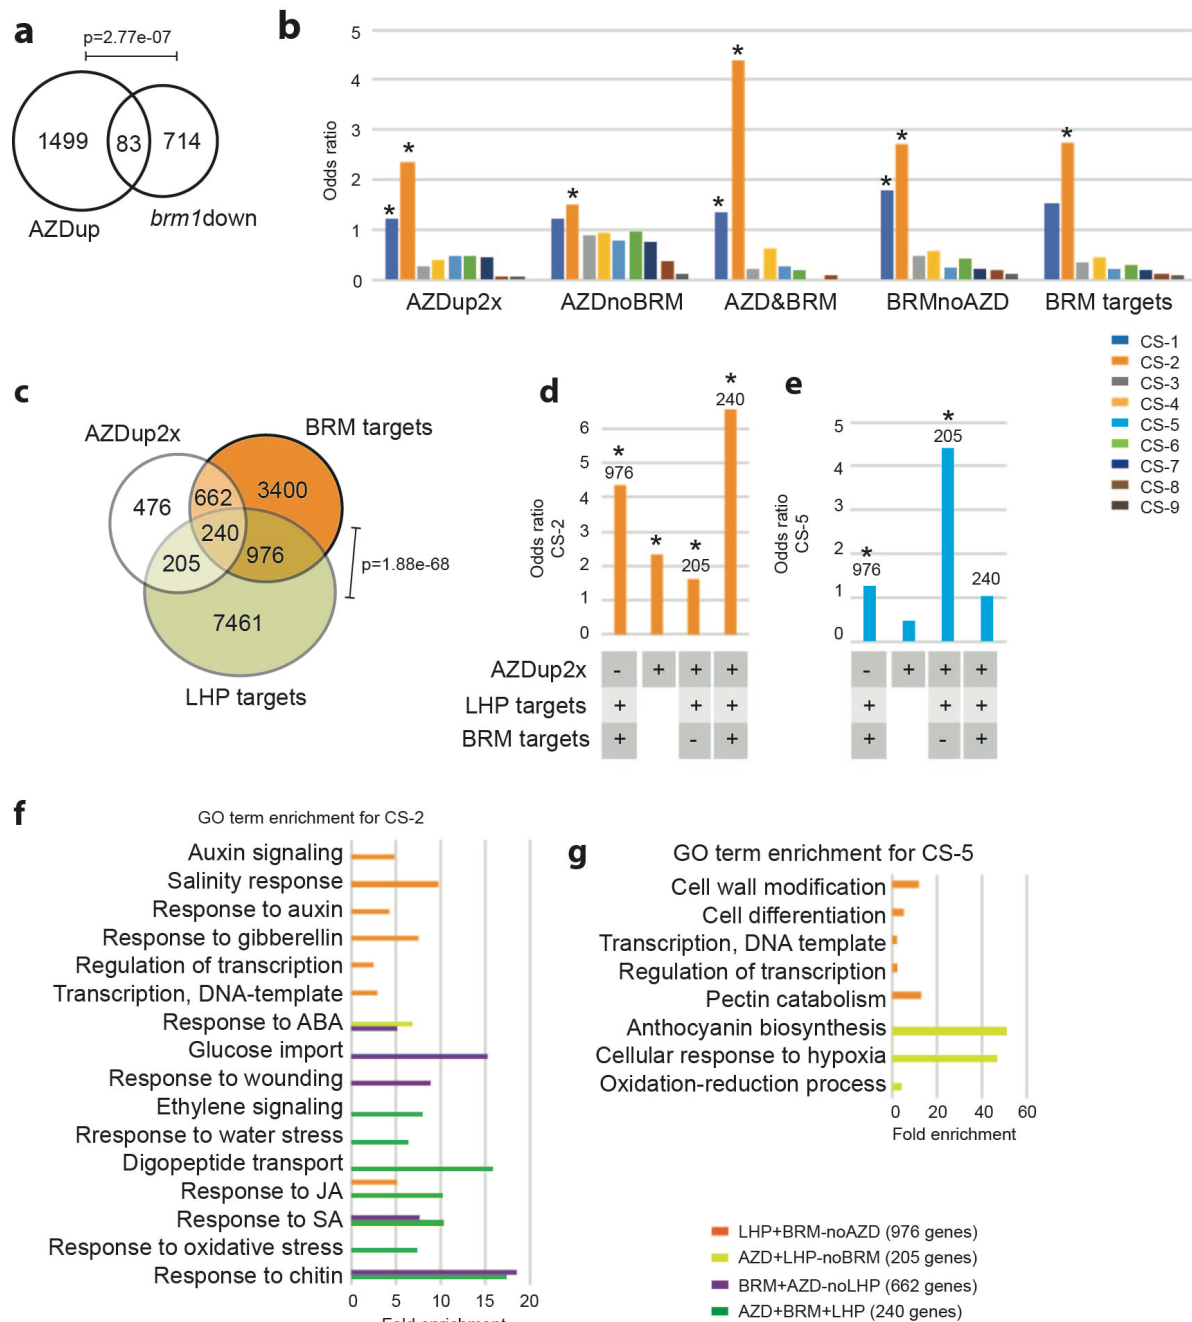 a
p=2.77e-07
1499
83
714
AZDup
brm1down
b
Odds ratio
5
4
3
2
1
0
* * * * * * * *
AZDup2x AZDnoBRM AZD&BRM BRMnoAZD BRM targets
CS-1
CS-2
CS-3
CS-4
CS-5
CS-6
CS-7
CS-8
CS-9
c
AZDup2x
BRM targets
476
662
3400
240
205
976
7461
p=1.88e-68
LHP targets
d
Odds ratio
CS-2
6
5
4
3
2
1
0
*
976
*
*
205
*
240
e
Odds ratio
CS-5
5
4
3
2
1
0
*
976
*
205
240
AZDup2x - + + + - + + +
LHP targets + + + + + +
BRM targets + - + + - +
f
GO term enrichment for CS-2
Auxin signaling
Salinity response
Response to auxin
Response to gibberellin
Regulation of transcription
Transcription, DNA-template
Response to ABA
Glucose import
Response to wounding
Ethylene signaling
Rresponse to water stress
Digopeptide transport
Response to JA
Response to SA
Response to oxidative stress
Response to chitin
0 5 10 15 20
Fold enrichment
g
GO term enrichment for CS-5
Cell wall modification
Cell differentiation
Transcription, DNA template
Regulation of transcription
Pectin catabolism
Anthocyanin biosynthesis
Cellular response to hypoxia
Oxidation-reduction process
0 20 40 60
Fold enrichment
LHP+BRM-noAZD (976 genes)
AZD+LHP-noBRM (205 genes)
BRM+AZD-noLHP (662 genes)
AZD+BRM+LHP (240 genes)